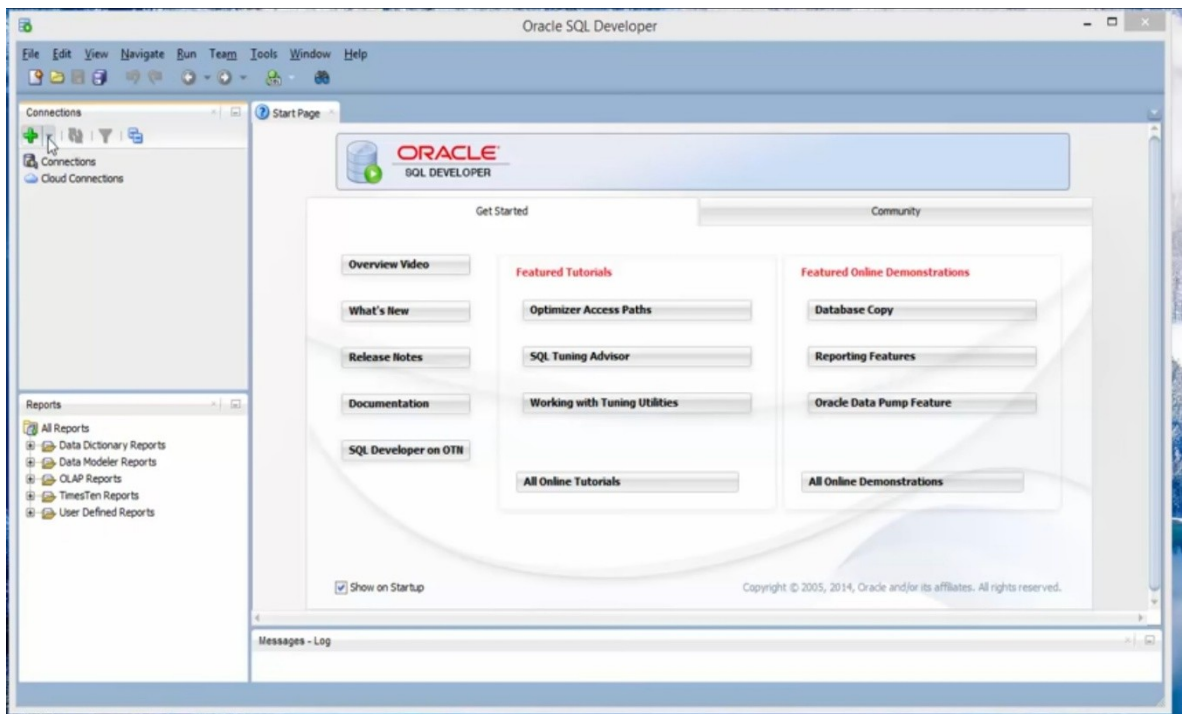 Oracle SQL Developer
File Edit View Navigate Run Team Tools Window Help
Connections
Connections
Cloud Connections
Reports
All Reports
Data Dictionary Reports
Data Modeler Reports
OLAP Reports
TimesTen Reports
User Defined Reports
Start Page
ORACLE
SQL DEVELOPER
Get Started
Community
Overview Video
What's New
Release Notes
Documentation
SQL Developer on OTN
Featured Tutorials
Optimizer Access Paths
SQL Tuning Advisor
Working with Tuning Utilities
All Online Tutorials
Featured Online Demonstrations
Database Copy
Reporting Features
Oracle Data Pump Feature
All Online Demonstrations
Show on Startup
Copyright © 2005, 2014, Oracle and/or its affiliates. All rights reserved.
Messages - Log